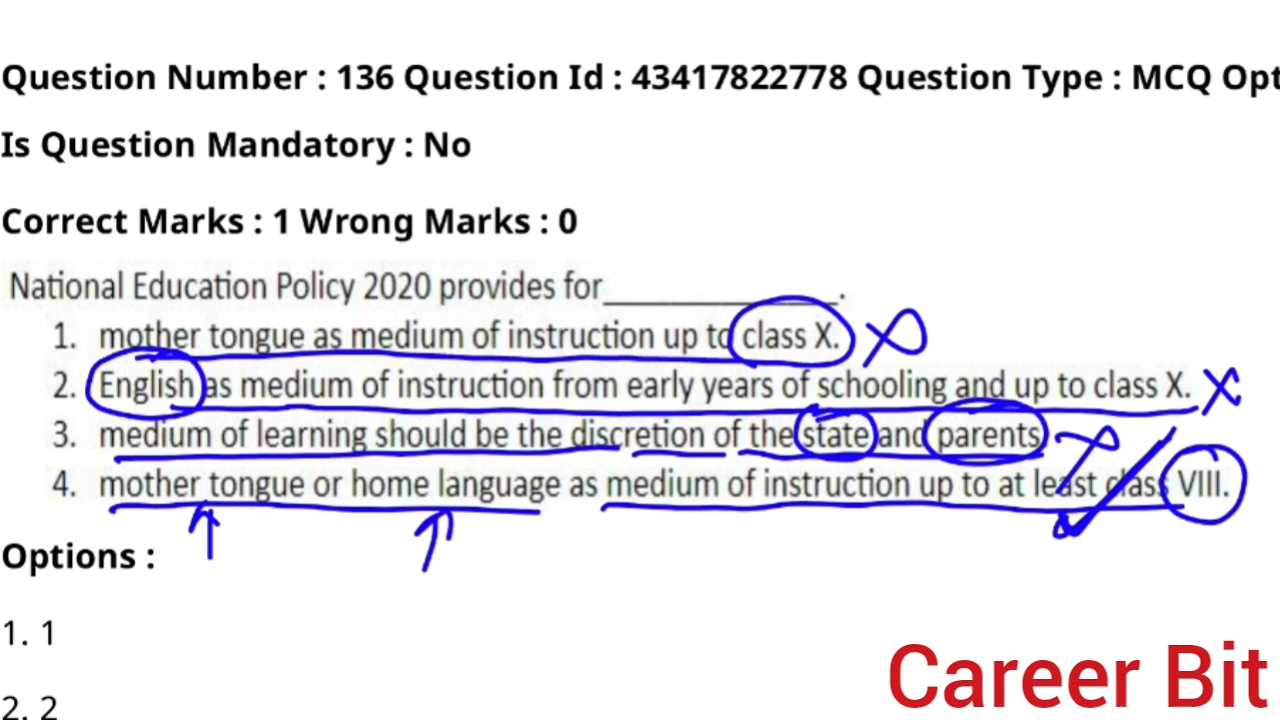 Question Number : 136 Question Id : 43417822778 Question Type : MCQ Opt
Is Question Mandatory : No
Correct Marks : 1 Wrong Marks : 0
National Education Policy 2020 provides for_______________.
1. mother tongue as medium of instruction up to class X.
2. English as medium of instruction from early years of schooling and up to class X.
3. medium of learning should be the discretion of the state and parents
4. mother tongue or home language as medium of instruction up to at least class VIII.
Options :
1. 1
2. 2
Career Bit